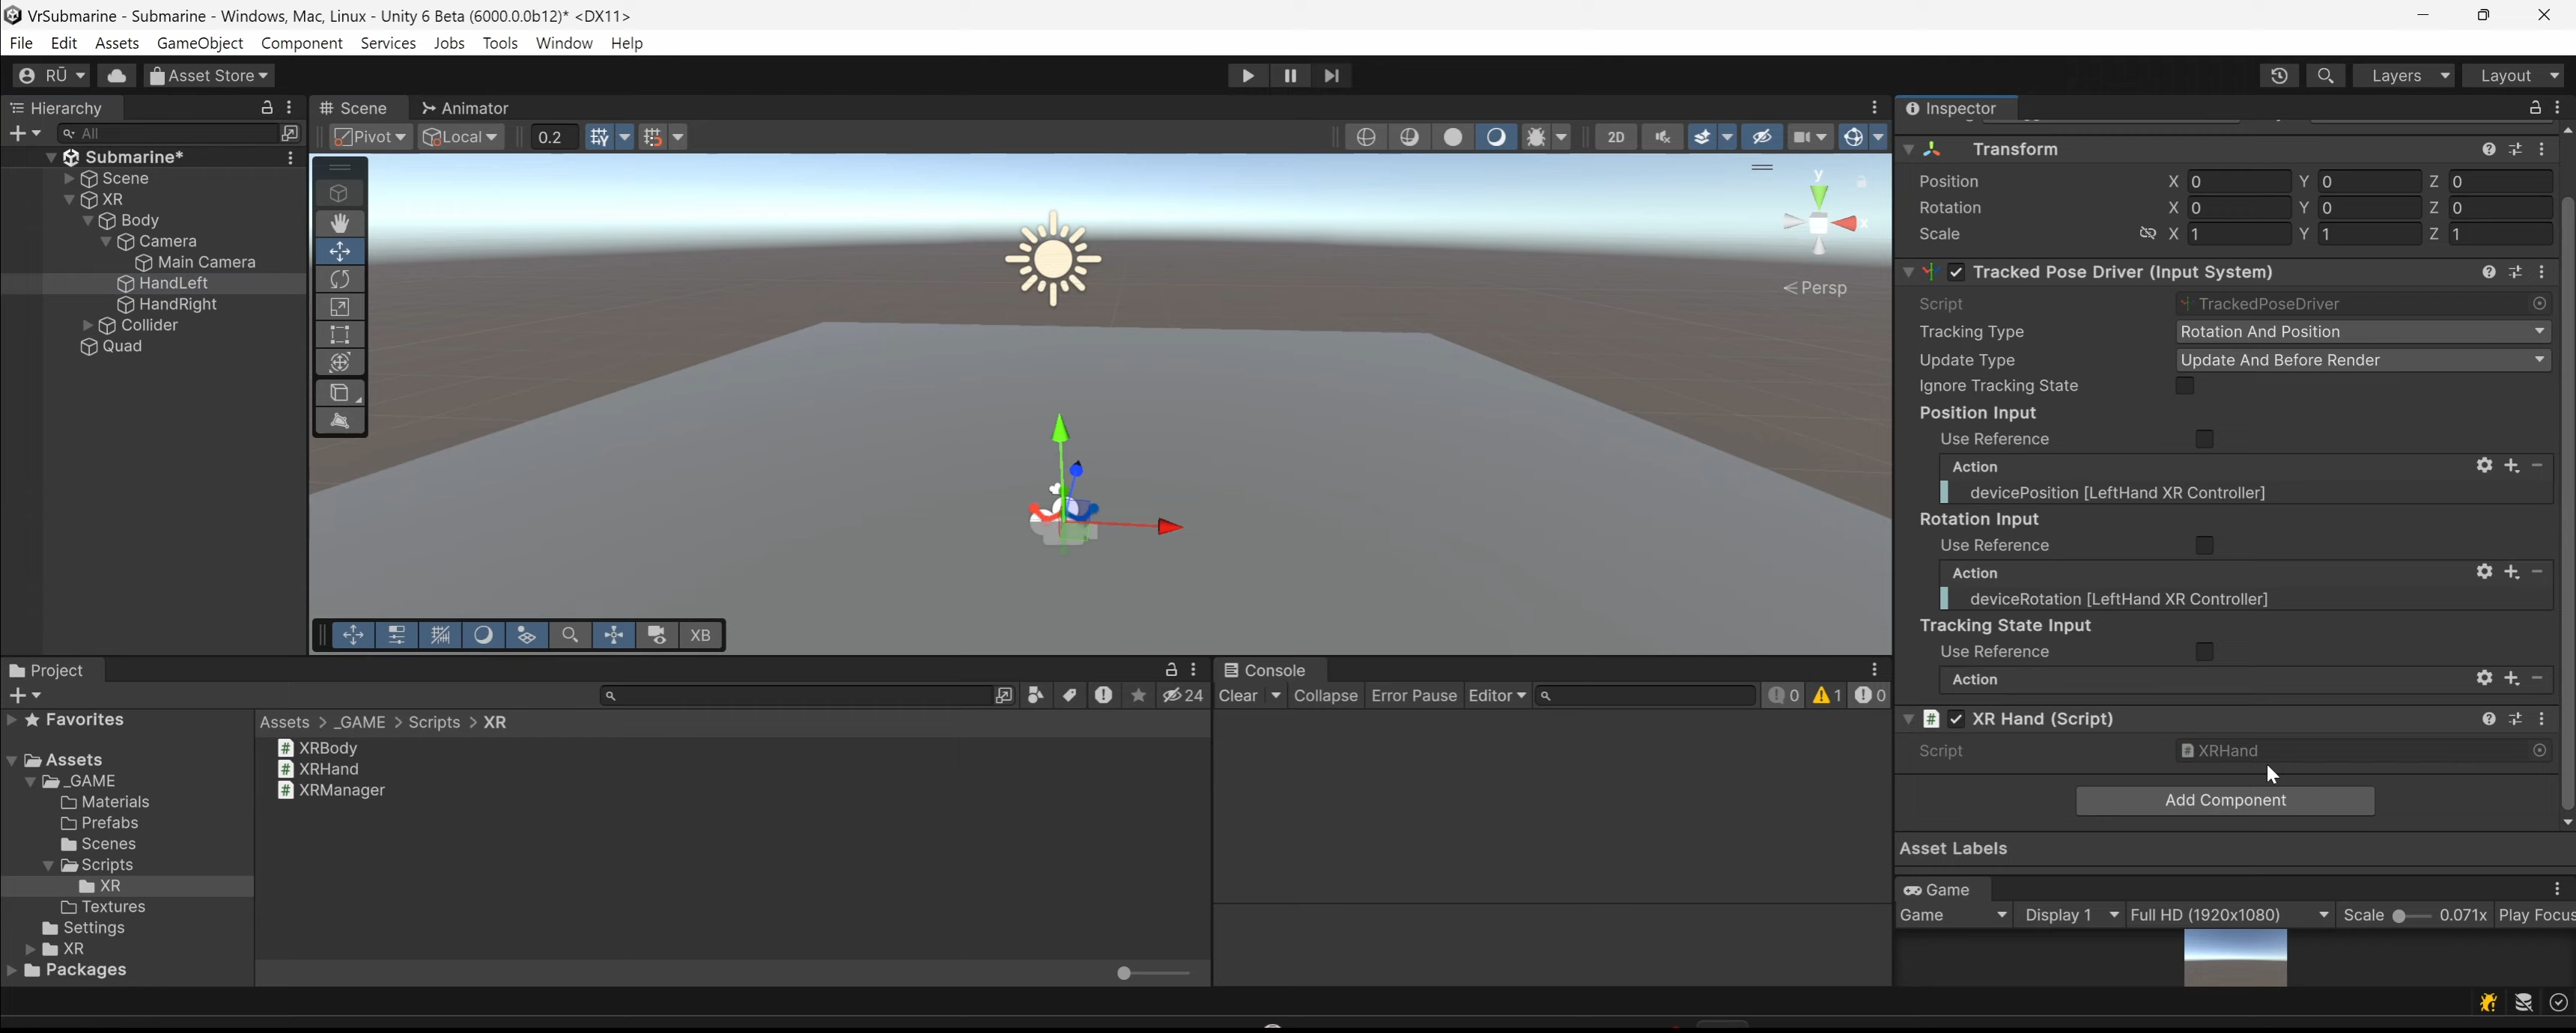 VrSubmarine - Submarine - Windows, Mac, Linux - Unity 6 Beta (6000.0.0b12)* <DX11>
File Edit Assets GameObject Component Services Jobs Tools Window Help
RŪ Asset Store Layers Layout
Hierarchy
All
Submarine*
Scene
XR
Body
Camera
Main Camera
HandLeft
HandRight
Collider
Quad
Scene Animator
Pivot Local 0.2 2D
y
x
Persp
XB
Inspector
Transform
Position X 0 Y 0 Z 0
Rotation X 0 Y 0 Z 0
Scale X 1 Y 1 Z 1
Tracked Pose Driver (Input System)
Script TrackedPoseDriver
Tracking Type Rotation And Position
Update Type Update And Before Render
Ignore Tracking State
Position Input
Use Reference
Action
devicePosition [LeftHand XR Controller]
Rotation Input
Use Reference
Action
deviceRotation [LeftHand XR Controller]
Tracking State Input
Use Reference
Action
# XR Hand (Script)
Script XRHand
Add Component
Asset Labels
Game
Game Display 1 Full HD (1920x1080) Scale 0.071x Play Focus
Project
24
Favorites
Assets
_GAME
Materials
Prefabs
Scenes
Scripts
XR
Textures
Settings
XR
Packages
Assets > _GAME > Scripts > XR
# XRBody
# XRHand
# XRManager
Console
Clear Collapse Error Pause Editor 0 1 0